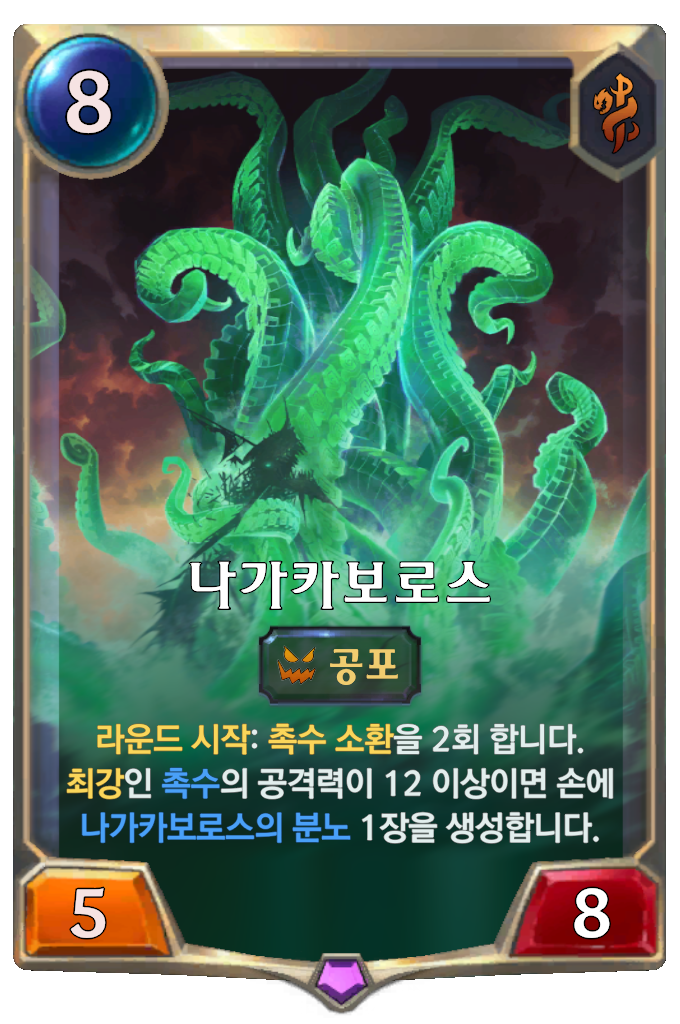 8
나가카보로스
공포
라운드 시작: 촉수 소환을 2회 합니다.
최강인 촉수의 공격력이 12 이상이면 손에
나가카보로스의 분노 1장을 생성합니다.
5
8